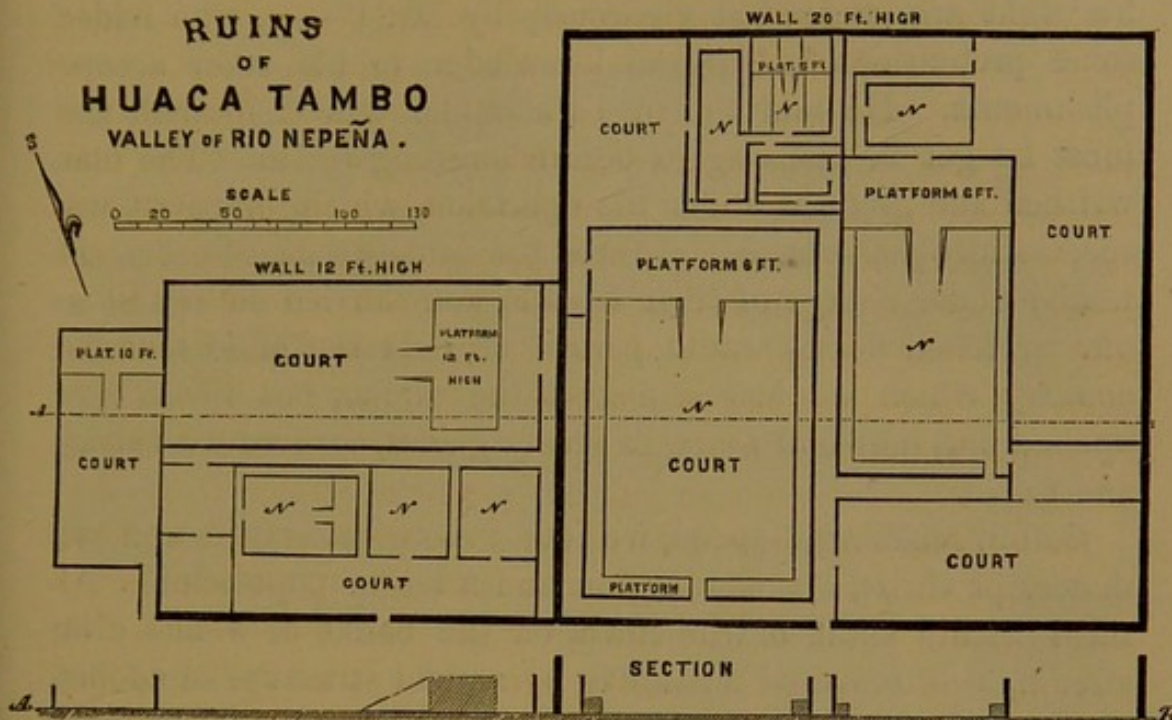 RUINS
OF
HUACA TAMBO
VALLEY OF RIO NEPEÑA.
SCALE
0 20 50 100 130
WALL 20 Ft. HIGH
COURT
N
PLAT. 5 Ft.
N
N
PLATFORM 6 FT.
COURT
PLATFORM 6 FT.
WALL 12 Ft. HIGH
PLAT. 10 Ft.
COURT
PLATFORM
12 Ft.
HIGH
N
N
A
COURT
COURT
N
N
N
COURT
PLATFORM
COURT
SECTION
A.